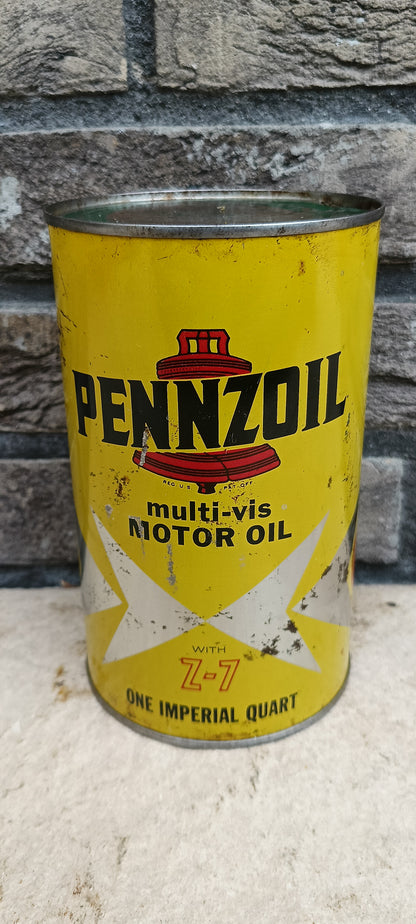 PENNZOIL
REG. U.S. PAT. OFF.
multi-vis
MOTOR OIL
WITH
Z-7
ONE IMPERIAL QUART